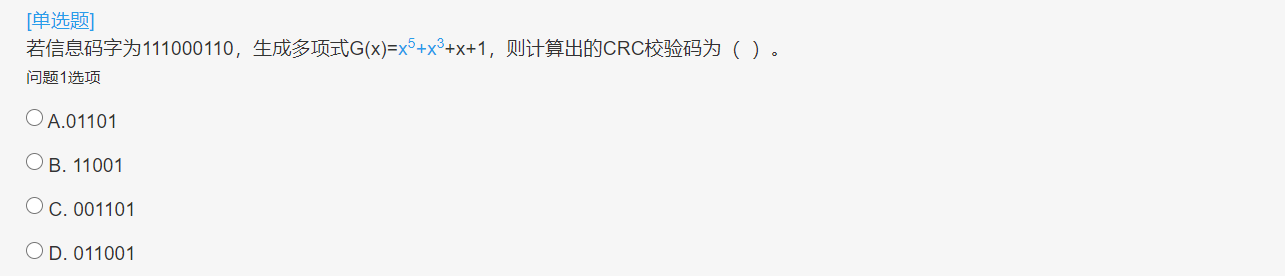 [单选题]
若信息码字为111000110，生成多项式G(x)=x⁵+x³+x+1，则计算出的CRC校验码为（ ）。
问题1选项
A.01101
B. 11001
C. 001101
D. 011001